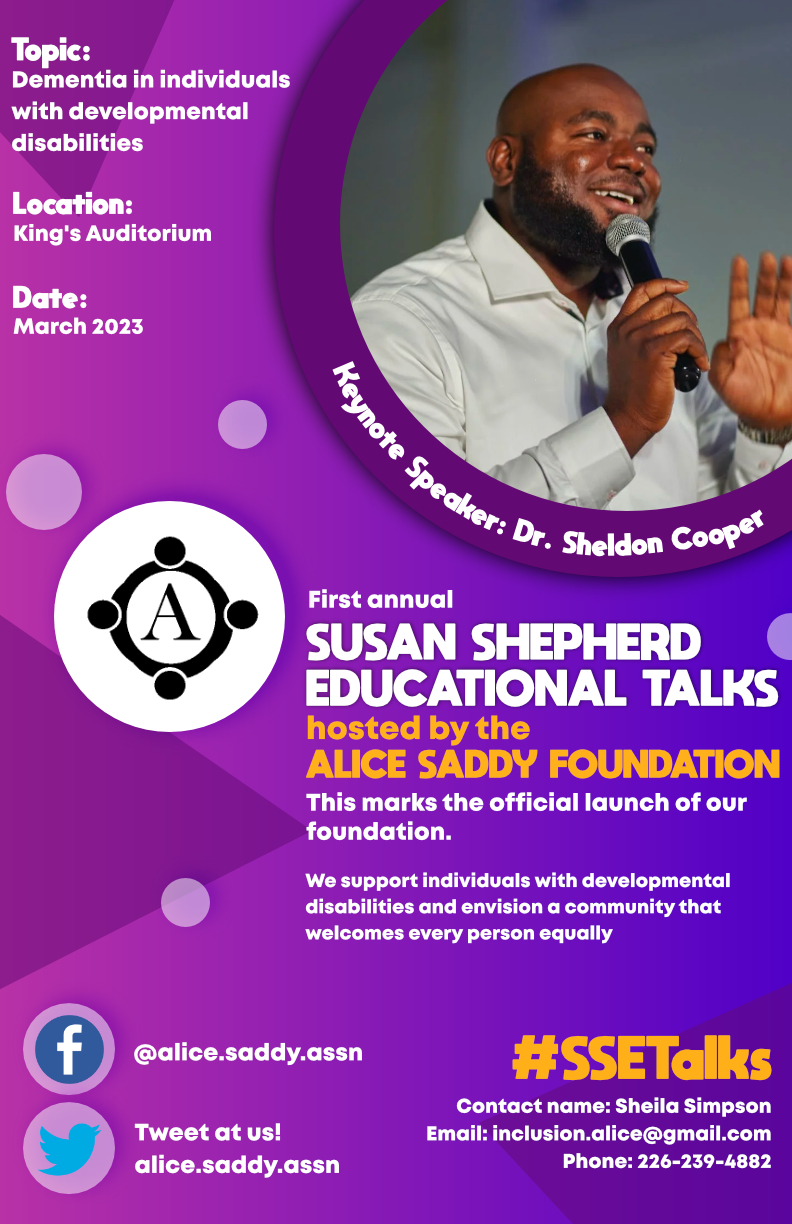 Topic:
Dementia in individuals
with developmental
disabilities
Location:
King's Auditorium
Date:
March 2023
Keynote Speaker: Dr. Sheldon Cooper
A
First annual
SUSAN SHEPHERD
EDUCATIONAL TALKS
hosted by the
ALICE SADDY FOUNDATION
This marks the official launch of our
foundation.
We support individuals with developmental
disabilities and envision a community that
welcomes every person equally
f
@alice.saddy.assn
Tweet at us!
alice.saddy.assn
#SSETalks
Contact name: Sheila Simpson
Email: inclusion.alice@gmail.com
Phone: 226-239-4882